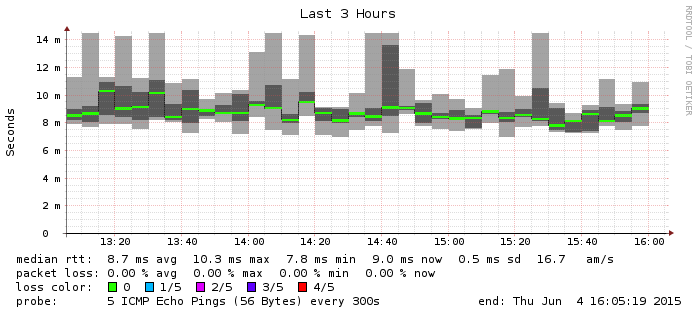 Last 3 Hours
RRDTOOL / TOBI OETIKER
Seconds
14 m
12 m
10 m
8 m
6 m
4 m
2 m
0
13:20 13:40 14:00 14:20 14:40 15:00 15:20 15:40 16:00
median rtt: 8.7 ms avg 10.3 ms max 7.8 ms min 9.0 ms now 0.5 ms sd 16.7 am/s
packet loss: 0.00 % avg 0.00 % max 0.00 % min 0.00 % now
loss color: 0 1/5 2/5 3/5 4/5
probe: 5 ICMP Echo Pings (56 Bytes) every 300s end: Thu Jun 4 16:05:19 2015